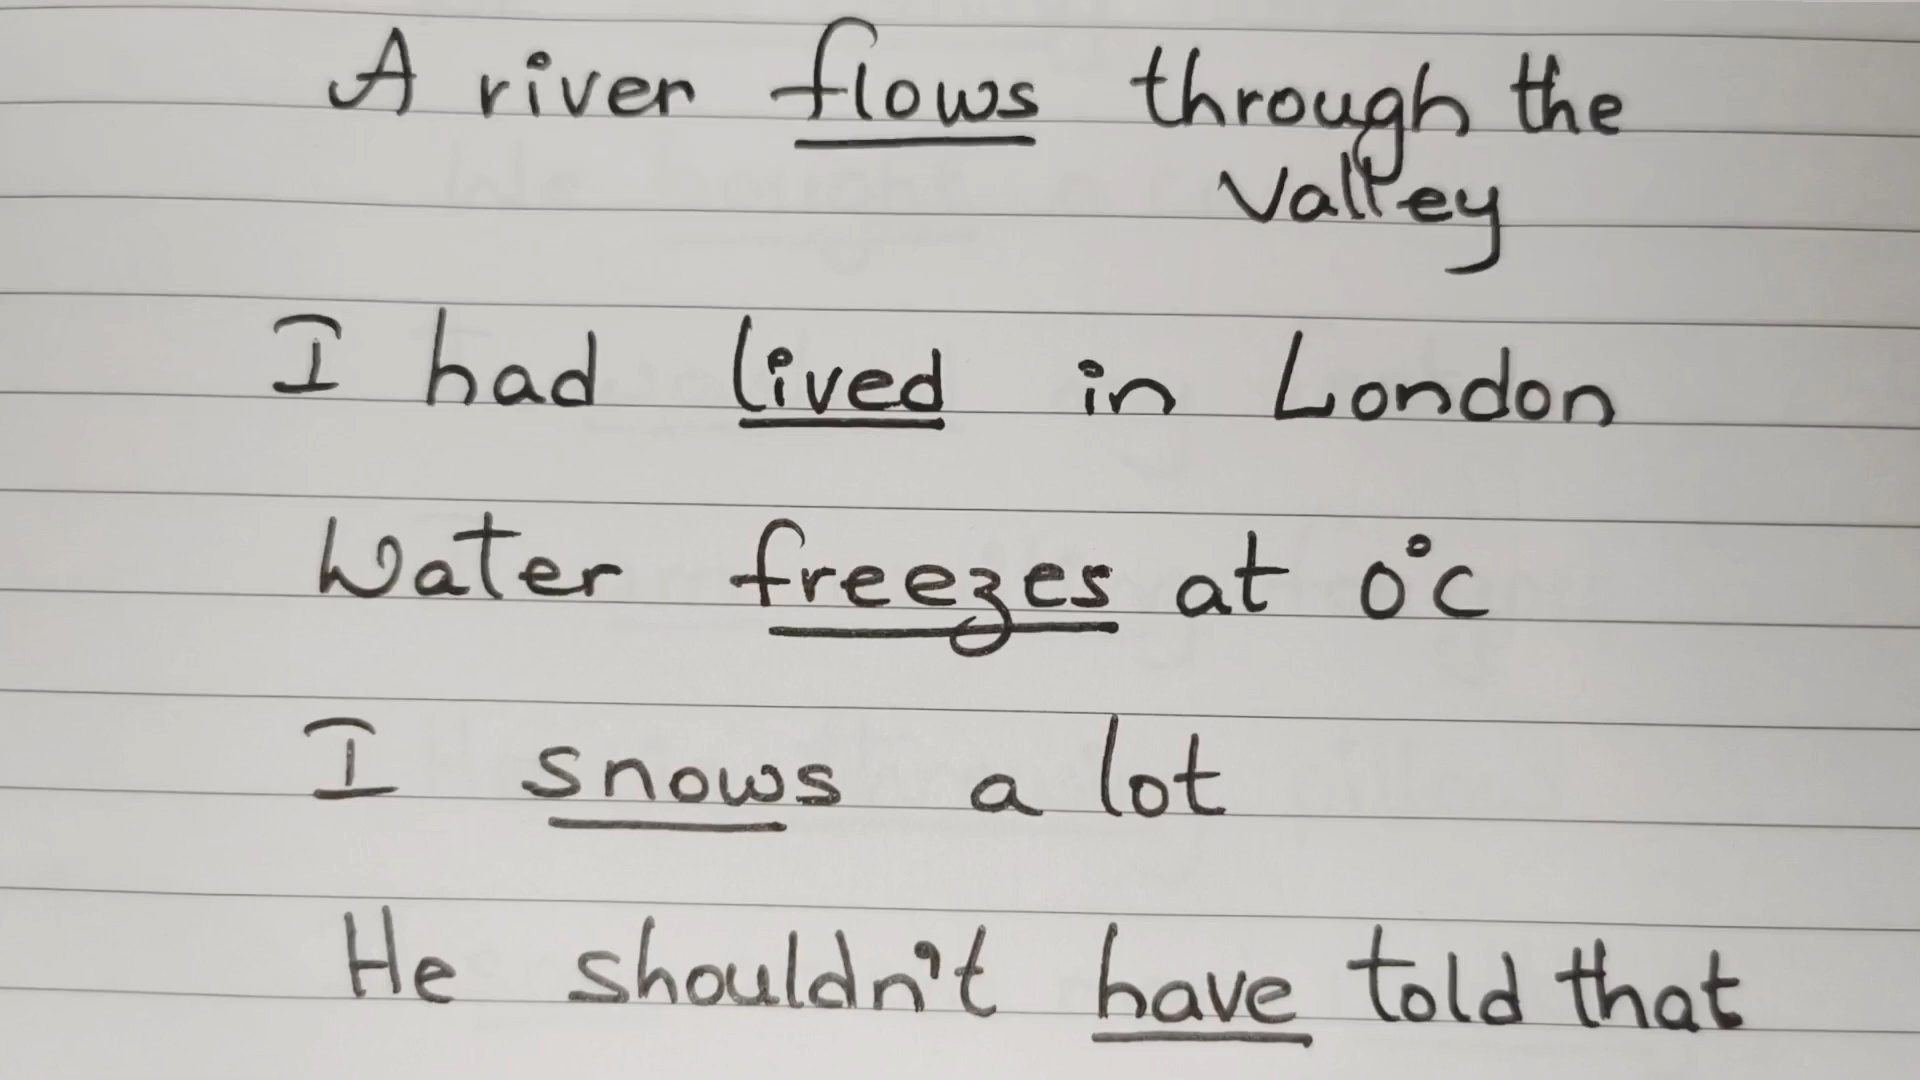 A river flows through the
valley
I had lived in London
Water freezes at 0°c
I snows a lot
He shouldn't have told that